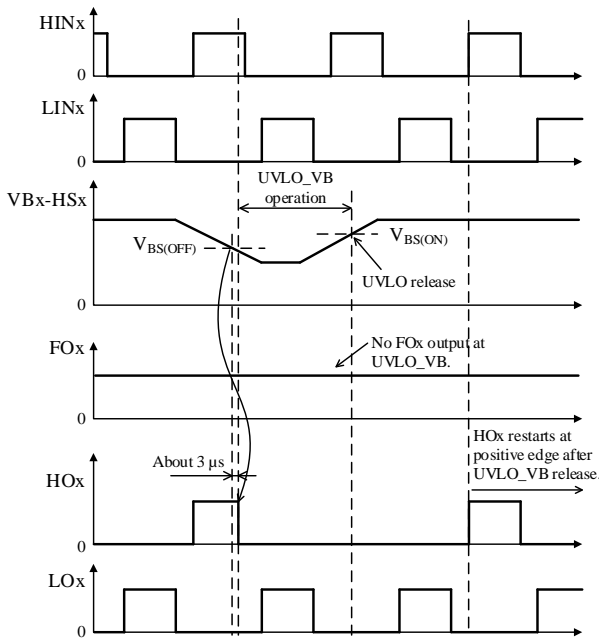 HINx
0
LINx
0
UVLO_VB
operation
VBx-HSx
VBS(OFF)
VBS(ON)
UVLO release
0
FOx
No FOx output at
UVLO_VB.
0
HOx restarts at
positive edge after
UVLO_VB release.
About 3 µs
HOx
0
LOx
0